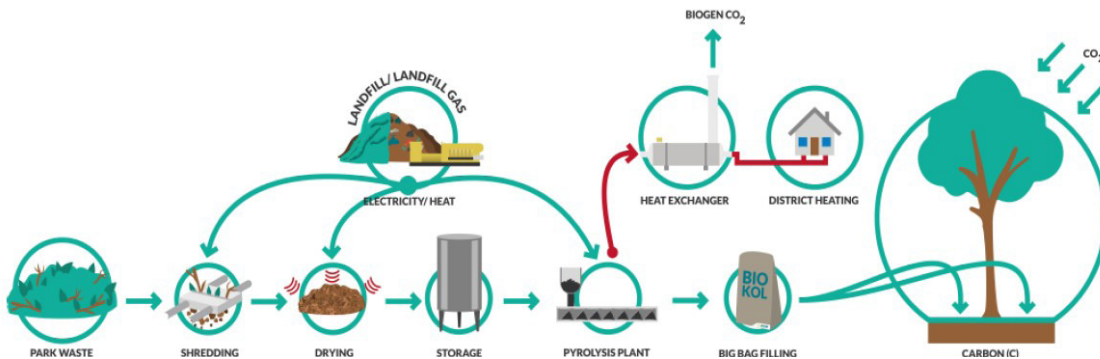 BIOGEN CO₂
CO₂
LANDFILL/ LANDFILL GAS
ELECTRICITY/ HEAT
HEAT EXCHANGER
DISTRICT HEATING
BIO
KOL
PARK WASTE
SHREDDING
DRYING
STORAGE
PYROLYSIS PLANT
BIG BAG FILLING
CARBON (C)